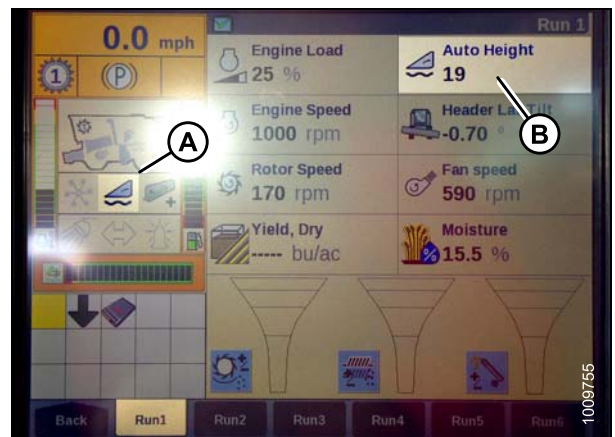 0.0 mph
Run 1
1
(P)
Engine Load
25 %
Auto Height
19
Engine Speed
1000 rpm
Header Lat Tilt
-0.70 °
Rotor Speed
170 rpm
Fan speed
590 rpm
Yield, Dry
----- bu/ac
Moisture
15.5 %
A
B
Back
Run1
Run2
Run3
Run4
Run5
Run6
1009755